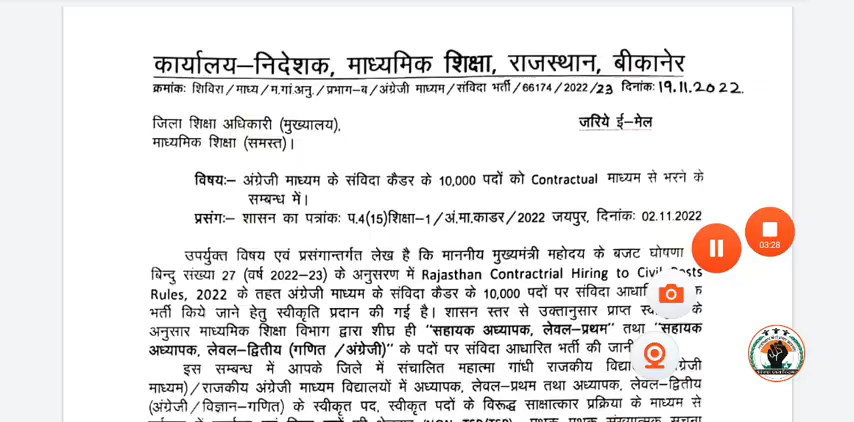 कार्यालय–निदेशक, माध्यमिक शिक्षा, राजस्थान, बीकानेर
क्रमांक: शिविरा/माध्य/म.गां.अनु./प्रभाग-ब/अंग्रेजी माध्यम/संविदा भर्ती/66174/2022/23 दिनांक: 19.11.2022
जिला शिक्षा अधिकारी (मुख्यालय),
जरिये ई–मेल
माध्यमिक शिक्षा (समस्त)।
विषय:– अंग्रेजी माध्यम के संविदा कैडर के 10,000 पदों को Contractual माध्यम से भरने के
सम्बन्ध में।
प्रसंग:– शासन का पत्रांक: प.4(15)शिक्षा–1/अं.मा.काडर/2022 जयपुर, दिनांक: 02.11.2022
उपर्युक्त विषय एवं प्रसंगान्तर्गत लेख है कि माननीय मुख्यमंत्री महोदय के बजट घोषणा
बिन्दु संख्या 27 (वर्ष 2022–23) के अनुसरण में Rajasthan Contractrial Hiring to Civil Posts
Rules, 2022 के तहत अंग्रेजी माध्यम के संविदा कैडर के 10,000 पदों पर संविदा
भर्ती किये जाने हेतु स्वीकृति प्रदान की गई है। शासन स्तर से उक्तानुसार प्राप्त के
अनुसार माध्यमिक शिक्षा विभाग द्वारा शीघ्र ही "सहायक अध्यापक, लेवल–प्रथम" तथा "सहायक
अध्यापक, लेवल–द्वितीय (गणित /अंग्रेजी)" के पदों पर संविदा आधारित भर्ती की जानी
03:28
इस सम्बन्ध में आपके जिले में संचालित महात्मा गांधी राजकीय
माध्यम)/राजकीय अंग्रेजी माध्यम विद्यालयों में अध्यापक, लेवल–प्रथम तथा अध्यापक, लेवल–द्वितीय
(अंग्रेजी/विज्ञान–गणित) के स्वीकृत पद, स्वीकृत पदों के विरूद्ध साक्षात्कार प्रक्रिया के माध्यम से